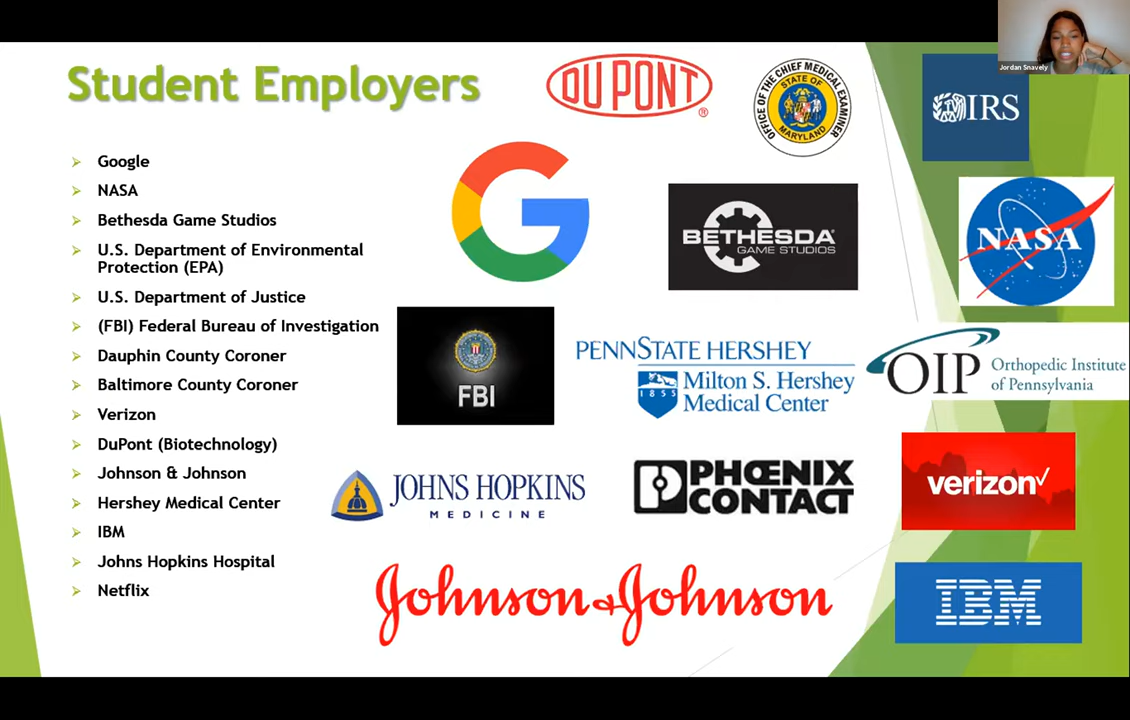 Jordan Snavely
Student Employers
Google
NASA
Bethesda Game Studios
U.S. Department of Environmental
Protection (EPA)
U.S. Department of Justice
(FBI) Federal Bureau of Investigation
Dauphin County Coroner
Baltimore County Coroner
Verizon
DuPont (Biotechnology)
Johnson & Johnson
Hershey Medical Center
IBM
Johns Hopkins Hospital
Netflix
DU PONT
®
OFFICE OF THE CHIEF MEDICAL EXAMINER
STATE OF
MARYLAND
IRS
G
BETHESDA®
GAME STUDIOS
NASA
FBI
PENNSTATE HERSHEY
1855
Milton S. Hershey
Medical Center
OIP
Orthopedic Institute
of Pennsylvania
JOHNS HOPKINS
MEDICINE
PHŒNIX
CONTACT
verizon
Johnson & Johnson
IBM